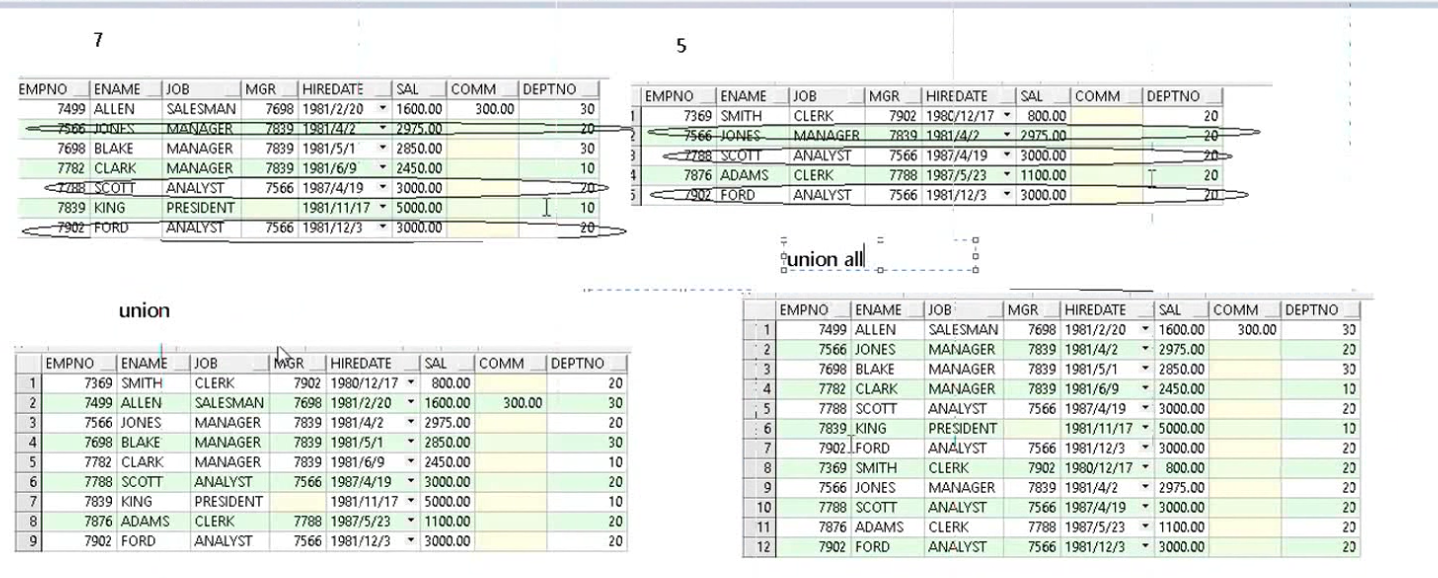 7
EMPNO ENAME JOB MGR HIREDATE SAL COMM DEPTNO
7499 ALLEN SALESMAN 7698 1981/2/20 1600.00 300.00 30
7566 JONES MANAGER 7839 1981/4/2 2975.00 20
7698 BLAKE MANAGER 7839 1981/5/1 2850.00 30
7782 CLARK MANAGER 7839 1981/6/9 2450.00 10
7788 SCOTT ANALYST 7566 1987/4/19 3000.00 20
7839 KING PRESIDENT 1981/11/17 5000.00 10
7902 FORD ANALYST 7566 1981/12/3 3000.00 20
5
EMPNO ENAME JOB MGR HIREDATE SAL COMM DEPTNO
1 7369 SMITH CLERK 7902 1980/12/17 800.00 20
2 7566 JONES MANAGER 7839 1981/4/2 2975.00 20
3 7788 SCOTT ANALYST 7566 1987/4/19 3000.00 20
4 7876 ADAMS CLERK 7788 1987/5/23 1100.00 20
5 7902 FORD ANALYST 7566 1981/12/3 3000.00 20
union
EMPNO ENAME JOB MGR HIREDATE SAL COMM DEPTNO
1 7369 SMITH CLERK 7902 1980/12/17 800.00 20
2 7499 ALLEN SALESMAN 7698 1981/2/20 1600.00 300.00 30
3 7566 JONES MANAGER 7839 1981/4/2 2975.00 20
4 7698 BLAKE MANAGER 7839 1981/5/1 2850.00 30
5 7782 CLARK MANAGER 7839 1981/6/9 2450.00 10
6 7788 SCOTT ANALYST 7566 1987/4/19 3000.00 20
7 7839 KING PRESIDENT 1981/11/17 5000.00 10
8 7876 ADAMS CLERK 7788 1987/5/23 1100.00 20
9 7902 FORD ANALYST 7566 1981/12/3 3000.00 20
union all
EMPNO ENAME JOB MGR HIREDATE SAL COMM DEPTNO
1 7499 ALLEN SALESMAN 7698 1981/2/20 1600.00 300.00 30
2 7566 JONES MANAGER 7839 1981/4/2 2975.00 20
3 7698 BLAKE MANAGER 7839 1981/5/1 2850.00 30
4 7782 CLARK MANAGER 7839 1981/6/9 2450.00 10
5 7788 SCOTT ANALYST 7566 1987/4/19 3000.00 20
6 7839 KING PRESIDENT 1981/11/17 5000.00 10
7 7902 FORD ANALYST 7566 1981/12/3 3000.00 20
8 7369 SMITH CLERK 7902 1980/12/17 800.00 20
9 7566 JONES MANAGER 7839 1981/4/2 2975.00 20
10 7788 SCOTT ANALYST 7566 1987/4/19 3000.00 20
11 7876 ADAMS CLERK 7788 1987/5/23 1100.00 20
12 7902 FORD ANALYST 7566 1981/12/3 3000.00 20